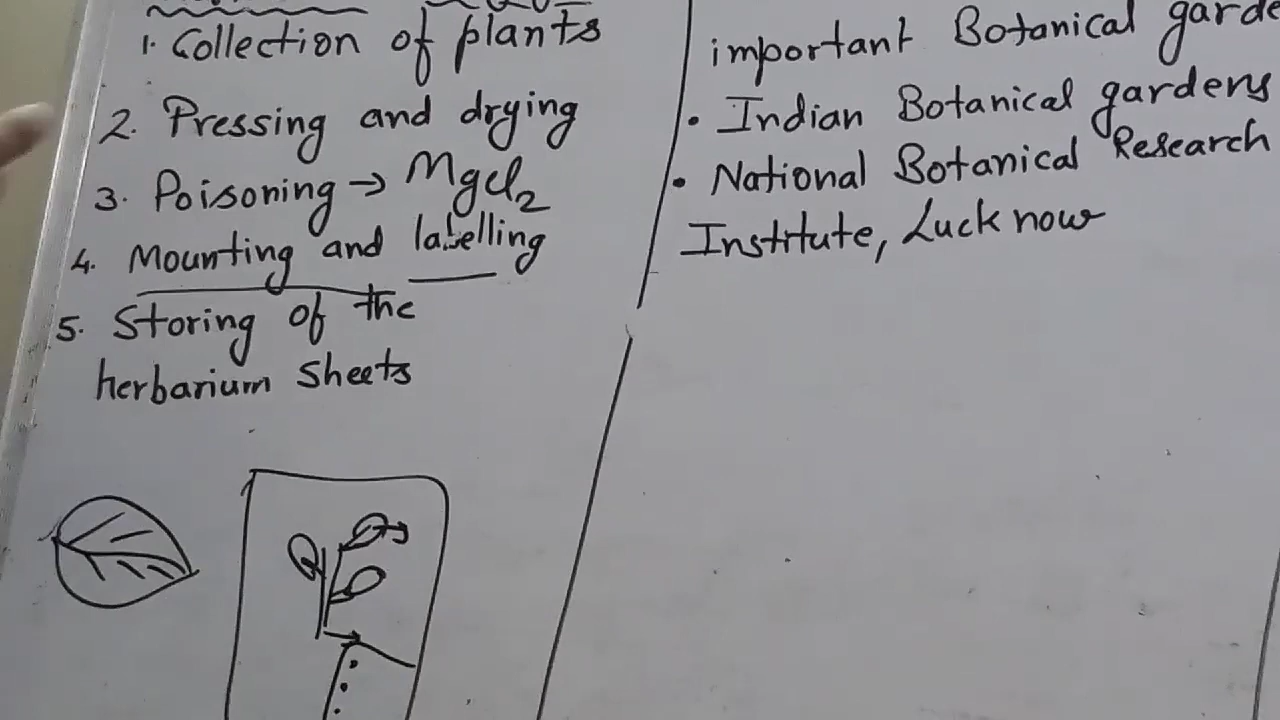 1. Collection of plants
2. Pressing and drying
3. Poisoning → Mgcl2
4. Mounting and labelling
5. Storing of the
herbarium sheets
important Botanical garde
• Indian Botanical gardens
• National Botanical Research
Institute, Lucknow